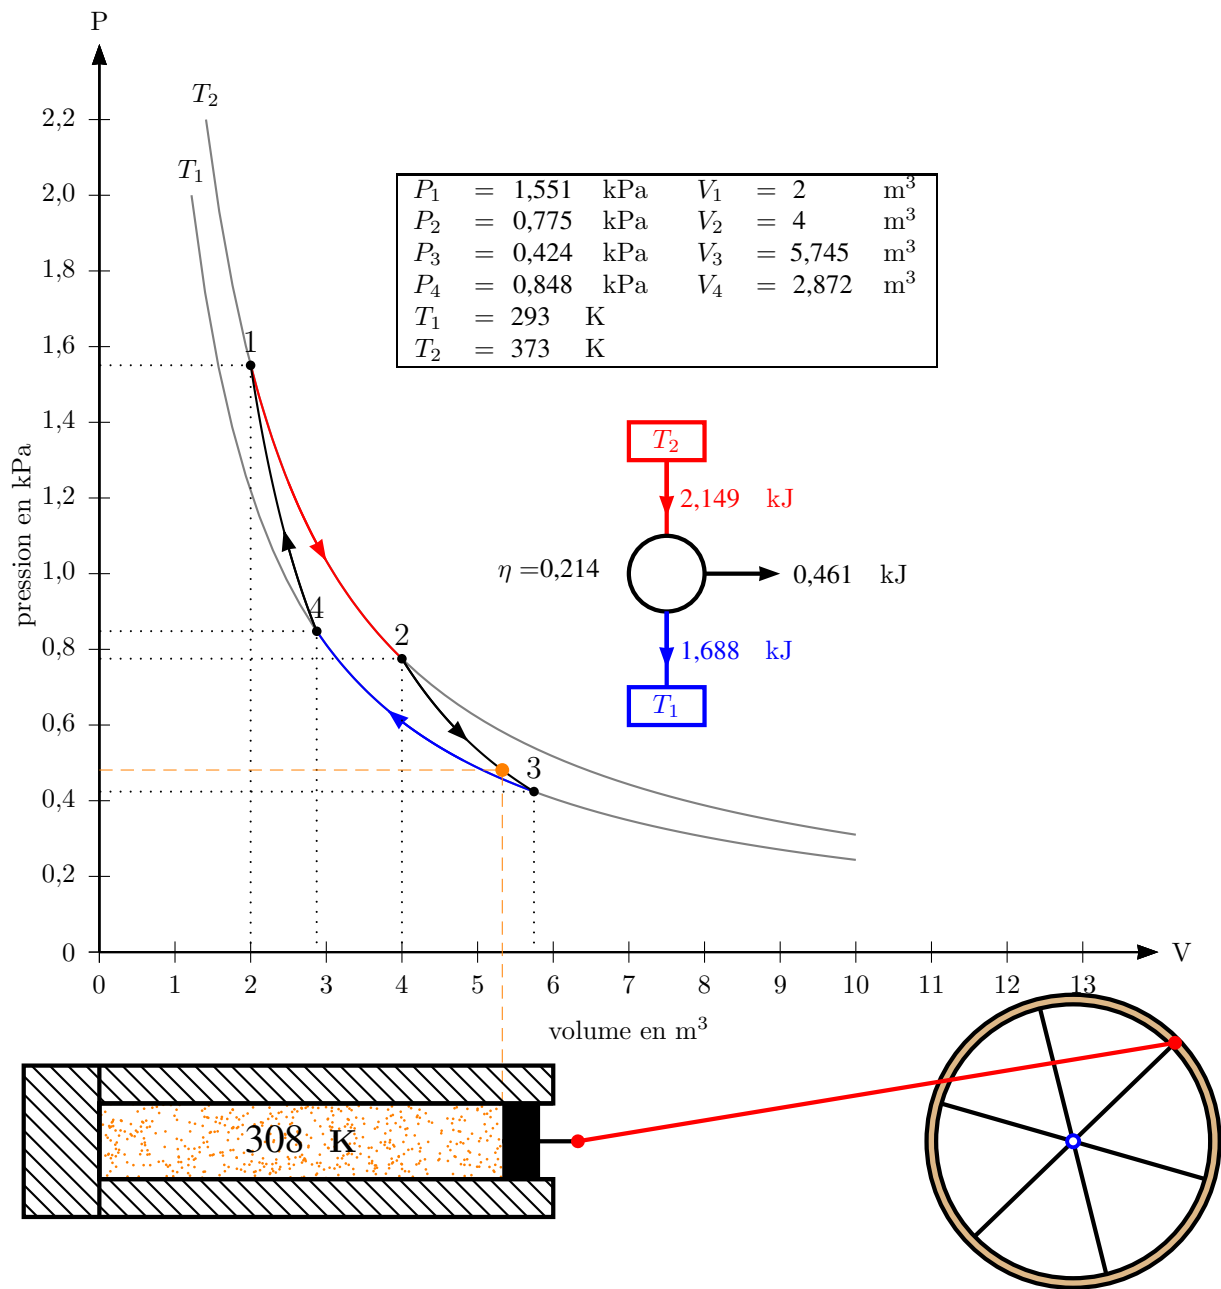 P
T₂
2,2
T₁
2,0
P₁ = 1,551 kPa V₁ = 2 m³
P₂ = 0,775 kPa V₂ = 4 m³
P₃ = 0,424 kPa V₃ = 5,745 m³
P₄ = 0,848 kPa V₄ = 2,872 m³
T₁ = 293 K
T₂ = 373 K
1,8
1,6
1
1,4
T₂
1,2
2,149 kJ
pression en kPa
1,0
η =0,214
0,461 kJ
4
0,8
2
1,688 kJ
T₁
0,6
3
0,4
0,2
0
V
0 1 2 3 4 5 6 7 8 9 10 11 12 13
volume en m³
308 K